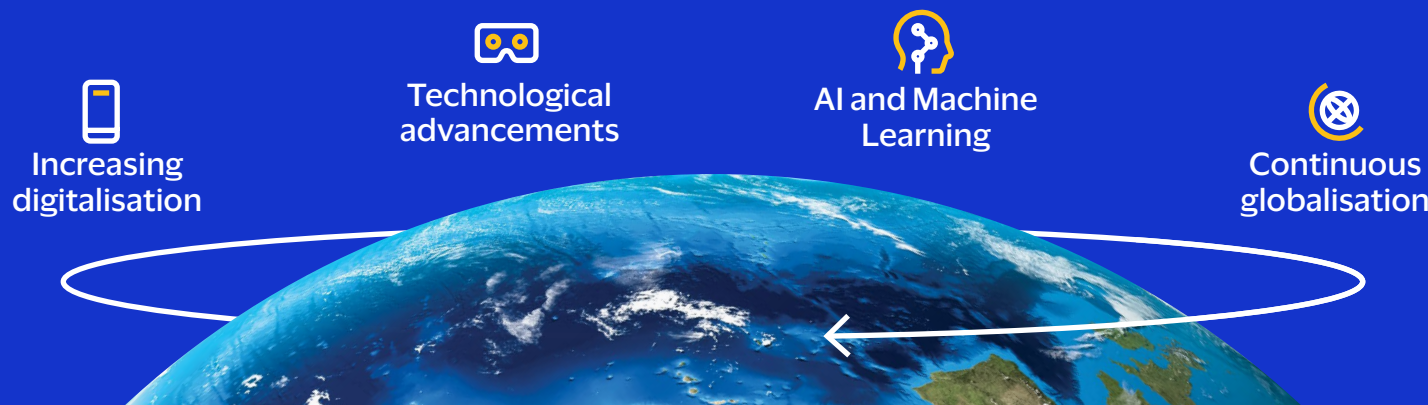 Increasing
digitalisation
Technological
advancements
AI and Machine
Learning
Continuous
globalisation